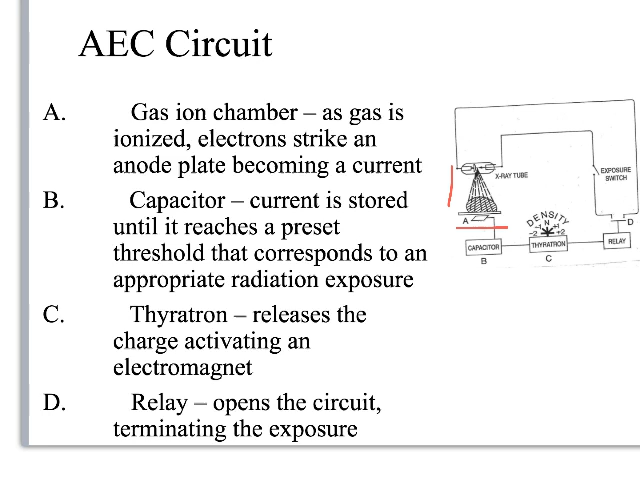 AEC Circuit
A. Gas ion chamber – as gas is
ionized, electrons strike an
anode plate becoming a current
B. Capacitor – current is stored
until it reaches a preset
threshold that corresponds to an
appropriate radiation exposure
C. Thyratron – releases the
charge activating an
electromagnet
D. Relay – opens the circuit,
terminating the exposure
X-RAY TUBE
EXPOSURE
SWITCH
A
DENSITY
-2 -1 N +1 +2
D
CAPACITOR
THYRATRON
RELAY
B
C